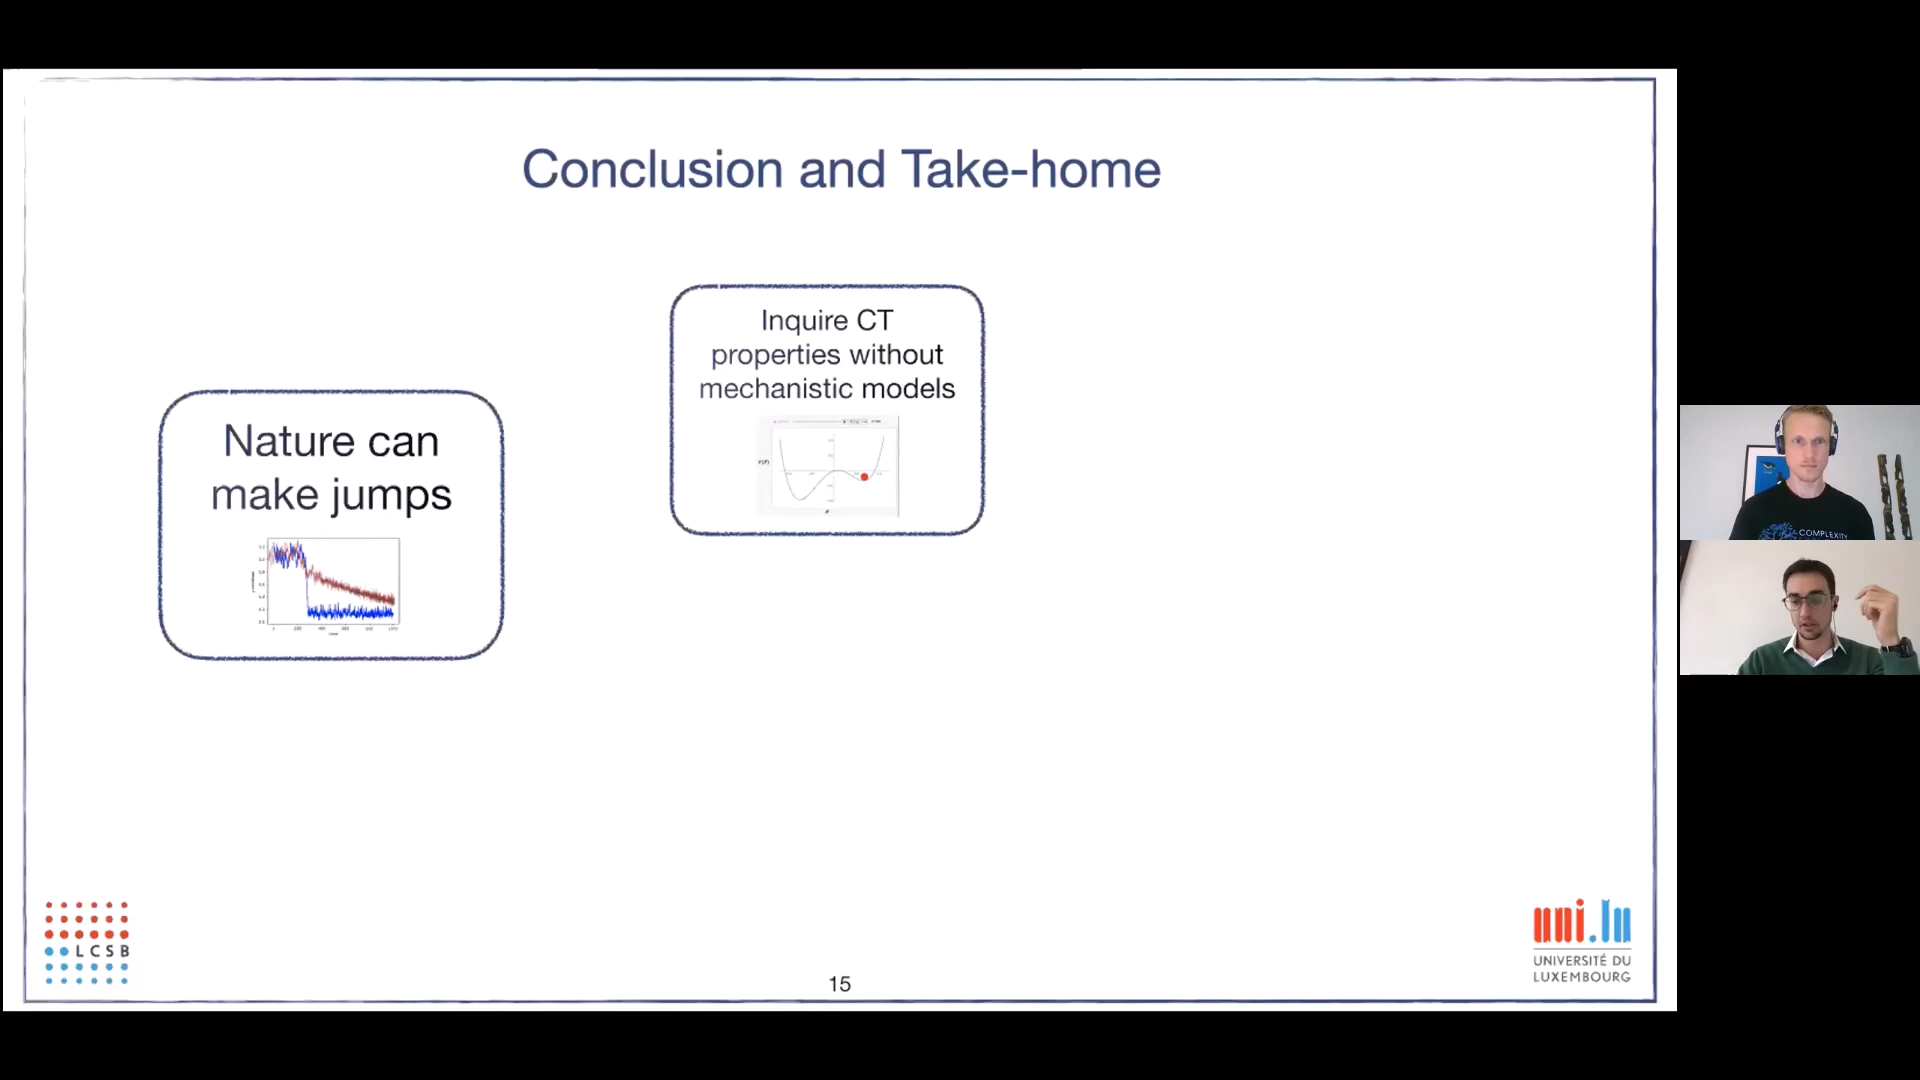 Conclusion and Take-home
Inquire CT
properties without
mechanistic models
Nature can
make jumps
COMPLEXITY
LCSB
uni.lu
UNIVERSITÉ DU
LUXEMBOURG
15